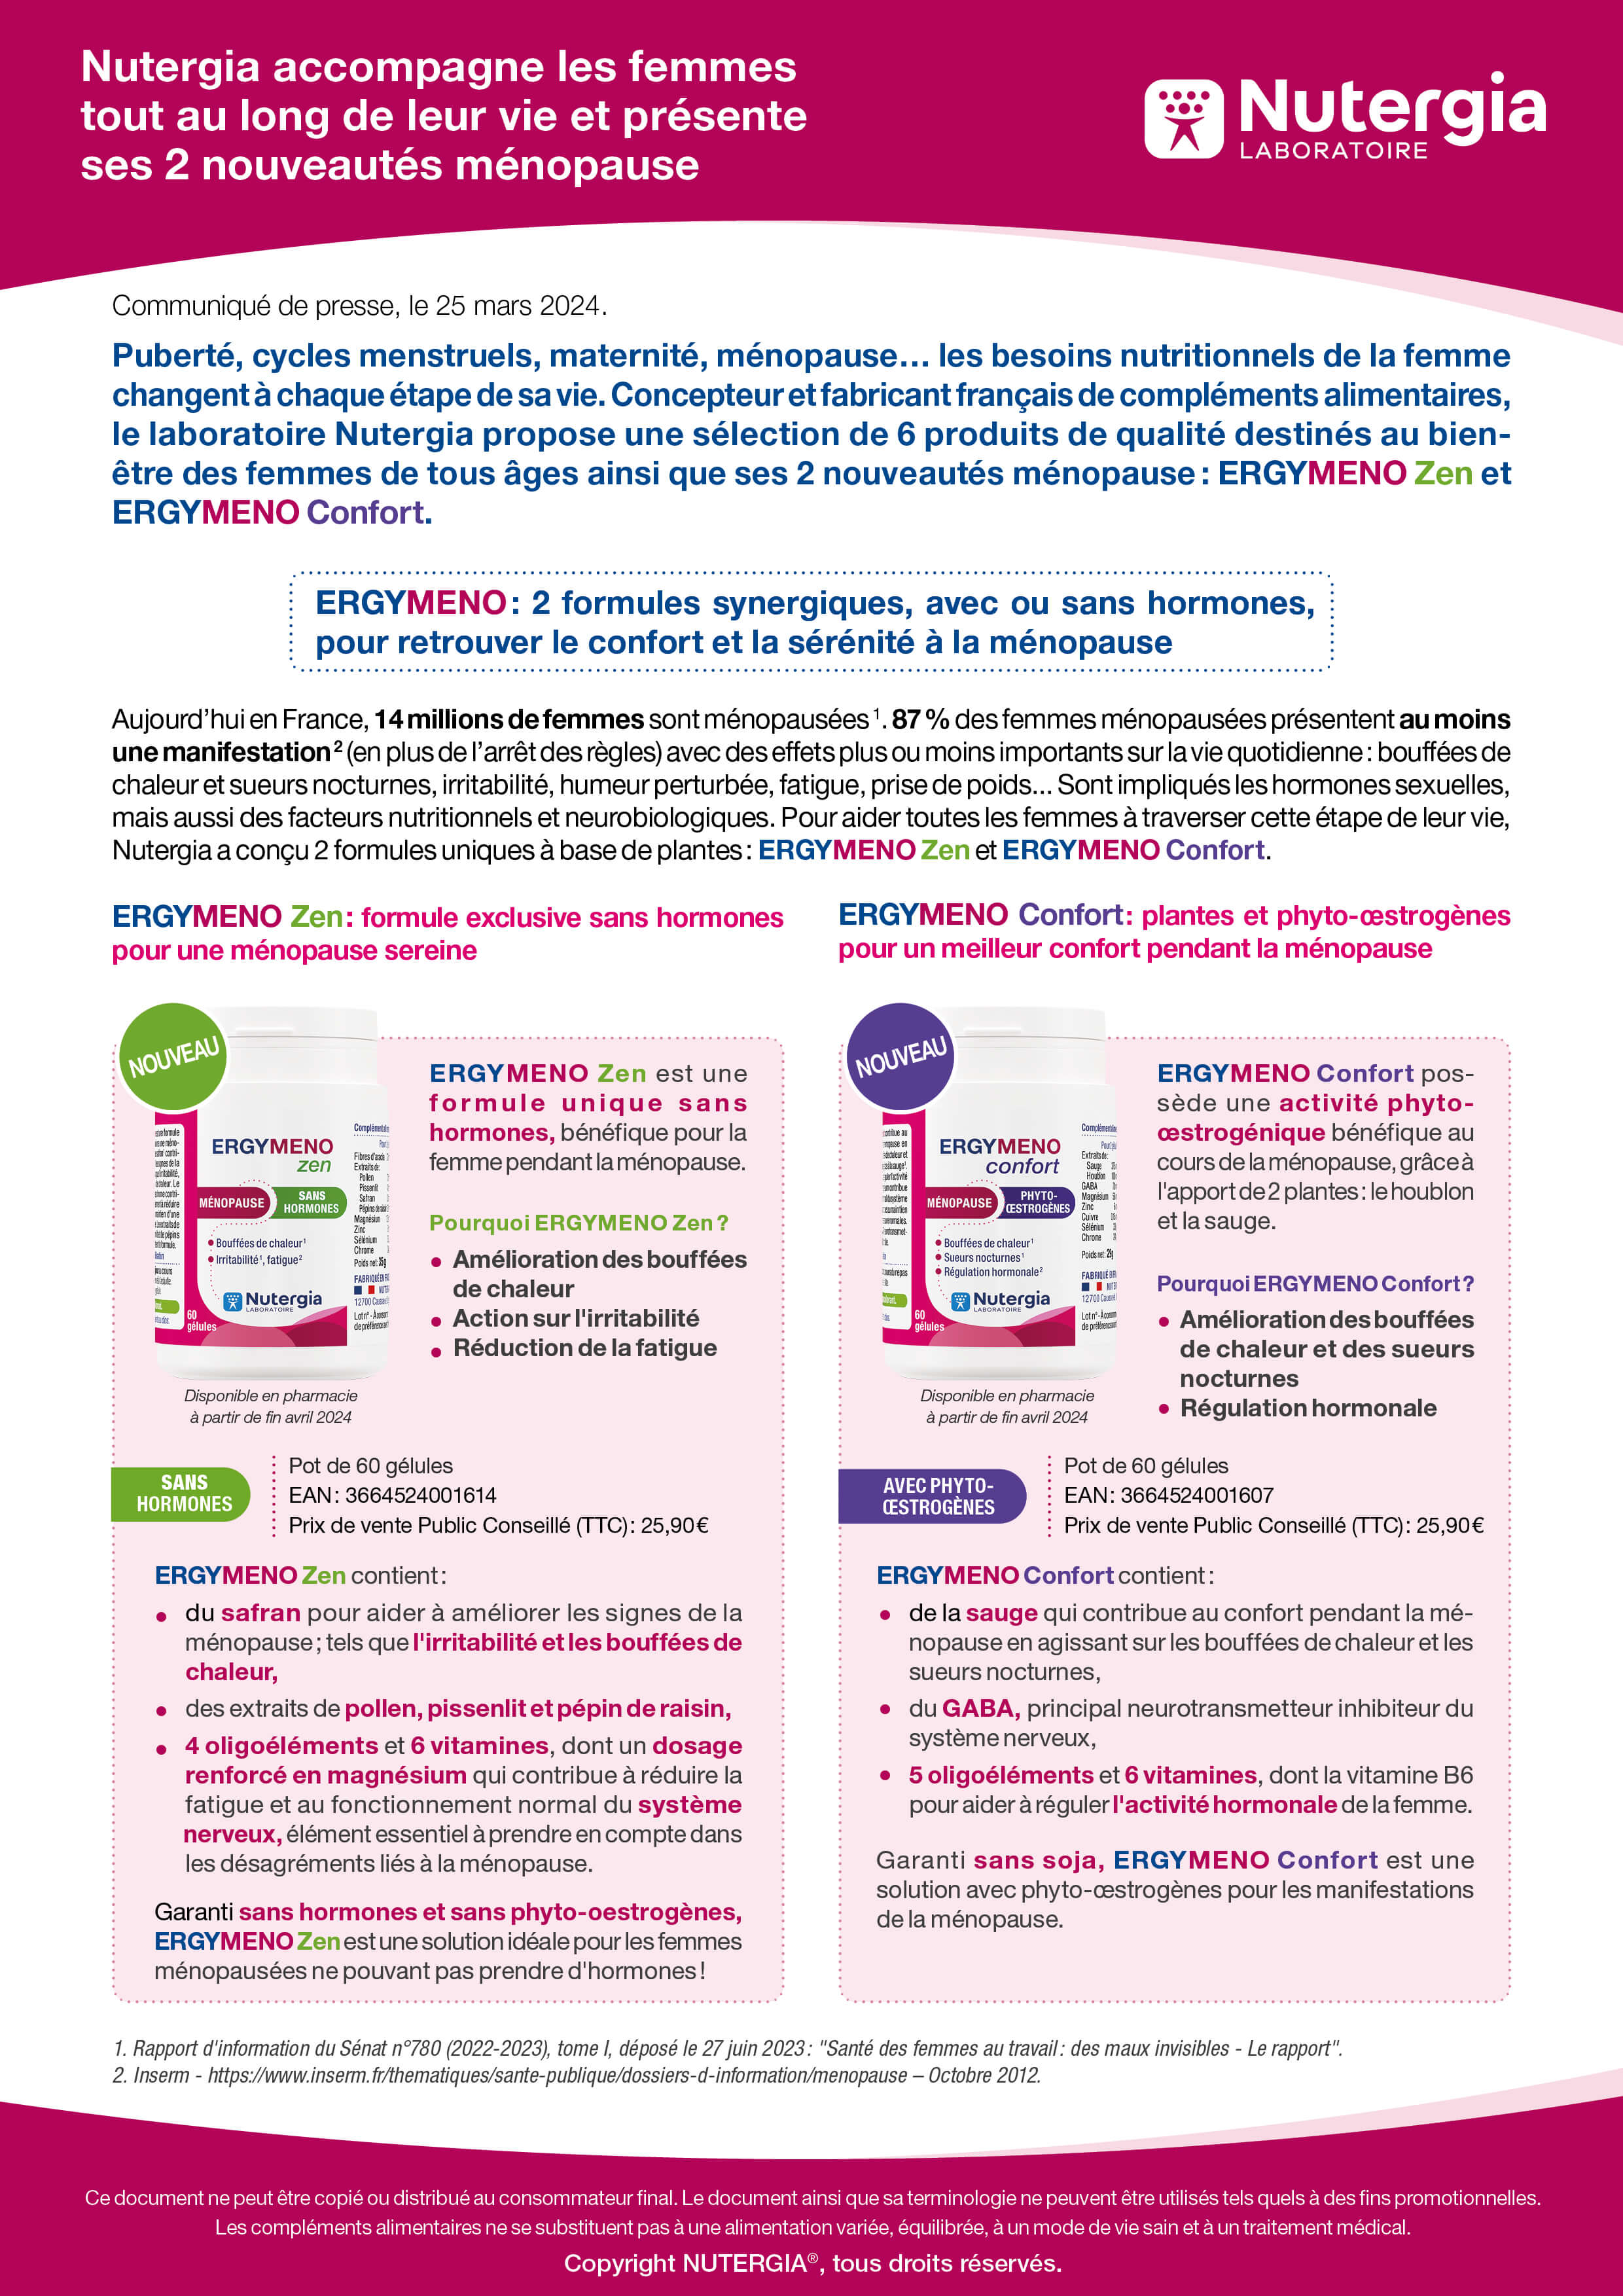 Nutergia accompagne les femmes
tout au long de leur vie et présente
ses 2 nouveautés ménopause
Nutergia
LABORATOIRE
Communiqué de presse, le 25 mars 2024.
Puberté, cycles menstruels, maternité, ménopause… les besoins nutritionnels de la femme
changent à chaque étape de sa vie. Concepteur et fabricant français de compléments alimentaires,
le laboratoire Nutergia propose une sélection de 6 produits de qualité destinés au bien-
être des femmes de tous âges ainsi que ses 2 nouveautés ménopause : ERGYMENO Zen et
ERGYMENO Confort.
ERGYMENO : 2 formules synergiques, avec ou sans hormones,
pour retrouver le confort et la sérénité à la ménopause
Aujourd’hui en France, 14 millions de femmes sont ménopausées 1. 87 % des femmes ménopausées présentent au moins
une manifestation 2 (en plus de l’arrêt des règles) avec des effets plus ou moins importants sur la vie quotidienne : bouffées de
chaleur et sueurs nocturnes, irritabilité, humeur perturbée, fatigue, prise de poids… Sont impliqués les hormones sexuelles,
mais aussi des facteurs nutritionnels et neurobiologiques. Pour aider toutes les femmes à traverser cette étape de leur vie,
Nutergia a conçu 2 formules uniques à base de plantes : ERGYMENO Zen et ERGYMENO Confort.
ERGYMENO Zen : formule exclusive sans hormones
pour une ménopause sereine
NOUVEAU
ERGYMENO
zen
MÉNOPAUSE
SANS
HORMONES
• Bouffées de chaleur1
• Irritabilité1, fatigue2
Nutergia
LABORATOIRE
60
gélules
Fibres d'acacia
Extraits de :
Pollen
Pissenlit
Safran
Magnésium
Zinc
Sélénium
Chrome
Disponible en pharmacie
à partir de fin avril 2024
ERGYMENO Zen est une
formule unique sans
hormones, bénéfique pour la
femme pendant la ménopause.
Pourquoi ERGYMENO Zen ?
• Amélioration des bouffées
de chaleur
• Action sur l'irritabilité
• Réduction de la fatigue
SANS
HORMONES
Pot de 60 gélules
EAN : 3664524001614
Prix de vente Public Conseillé (TTC) : 25,90 €
ERGYMENO Zen contient :
• du safran pour aider à améliorer les signes de la
ménopause ; tels que l'irritabilité et les bouffées de
chaleur,
• des extraits de pollen, pissenlit et pépin de raisin,
• 4 oligoéléments et 6 vitamines, dont un dosage
renforcé en magnésium qui contribue à réduire la
fatigue et au fonctionnement normal du système
nerveux, élément essentiel à prendre en compte dans
les désagréments liés à la ménopause.
Garanti sans hormones et sans phyto-oestrogènes,
ERGYMENO Zen est une solution idéale pour les femmes
ménopausées ne pouvant pas prendre d'hormones !
ERGYMENO Confort : plantes et phyto-œstrogènes
pour un meilleur confort pendant la ménopause
NOUVEAU
ERGYMENO
confort
MÉNOPAUSE
PHYTO-
ŒSTROGÈNES
• Bouffées de chaleur1
• Sueurs nocturnes1
• Régulation hormonale2
Nutergia
LABORATOIRE
60
gélules
Extraits de :
Sauge
Houblon
GABA
Magnésium
Zinc
Cuivre
Sélénium
Chrome
Disponible en pharmacie
à partir de fin avril 2024
ERGYMENO Confort pos-
sède une activité phyto-
œstrogénique bénéfique au
cours de la ménopause, grâce à
l'apport de 2 plantes : le houblon
et la sauge.
Pourquoi ERGYMENO Confort ?
• Amélioration des bouffées
de chaleur et des sueurs
nocturnes
• Régulation hormonale
AVEC PHYTO-
ŒSTROGÈNES
Pot de 60 gélules
EAN : 3664524001607
Prix de vente Public Conseillé (TTC) : 25,90 €
ERGYMENO Confort contient :
• de la sauge qui contribue au confort pendant la mé-
nopause en agissant sur les bouffées de chaleur et les
sueurs nocturnes,
• du GABA, principal neurotransmetteur inhibiteur du
système nerveux,
• 5 oligoéléments et 6 vitamines, dont la vitamine B6
pour aider à réguler l'activité hormonale de la femme.
Garanti sans soja, ERGYMENO Confort est une
solution avec phyto-œstrogènes pour les manifestations
de la ménopause.
1. Rapport d'information du Sénat n°780 (2022-2023), tome I, déposé le 27 juin 2023 : "Santé des femmes au travail : des maux invisibles - Le rapport".
2. Inserm - https://www.inserm.fr/thematiques/sante-publique/dossiers-d-information/menopause – Octobre 2012.
Ce document ne peut être copié ou distribué au consommateur final. Le document ainsi que sa terminologie ne peuvent être utilisés tels quels à des fins promotionnelles.
Les compléments alimentaires ne se substituent pas à une alimentation variée, équilibrée, à un mode de vie sain et à un traitement médical.
Copyright NUTERGIA®, tous droits réservés.